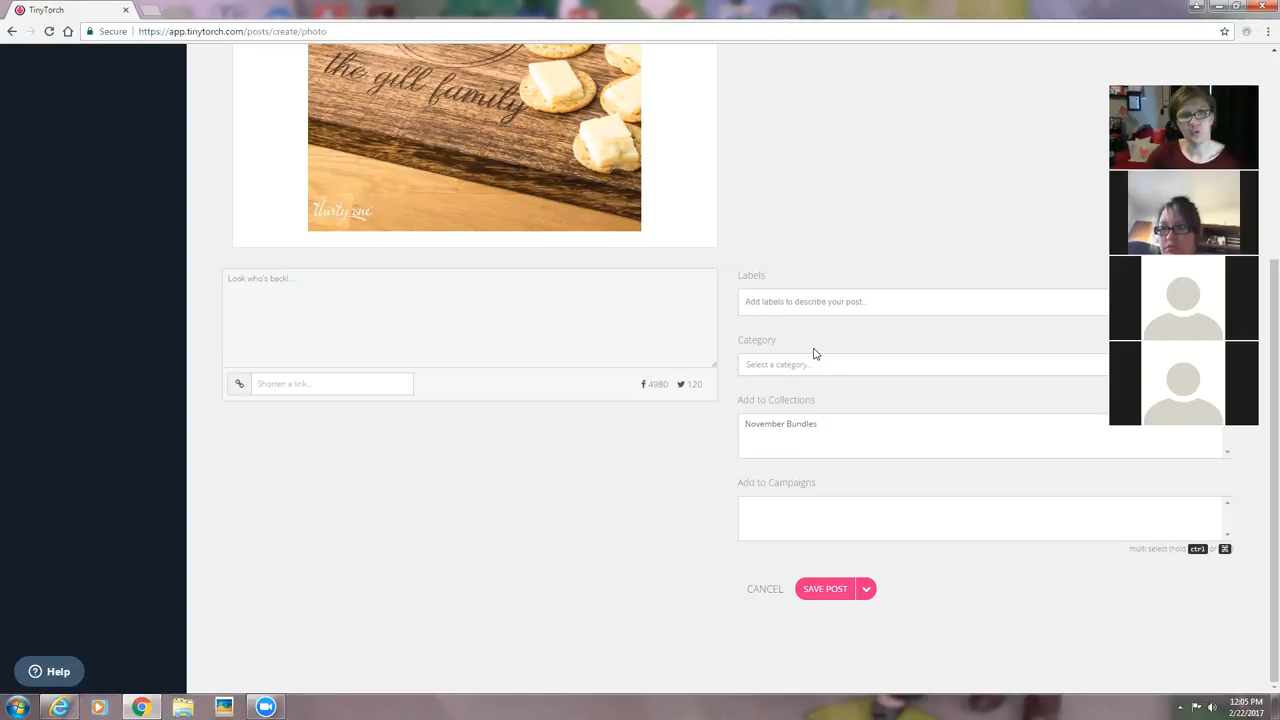 TinyTorch
Secure https://app.tinytorch.com/posts/create/photo
the gill family
thirty one
Look who's back!....
Shorten a link...
4980 120
Labels
Add labels to describe your post...
Category
Select a category...
Add to Collections
November Bundles
Add to Campaigns
multi select (hold ctrl or ⌘)
CANCEL SAVE POST
? Help
12:05 PM
2/22/2017